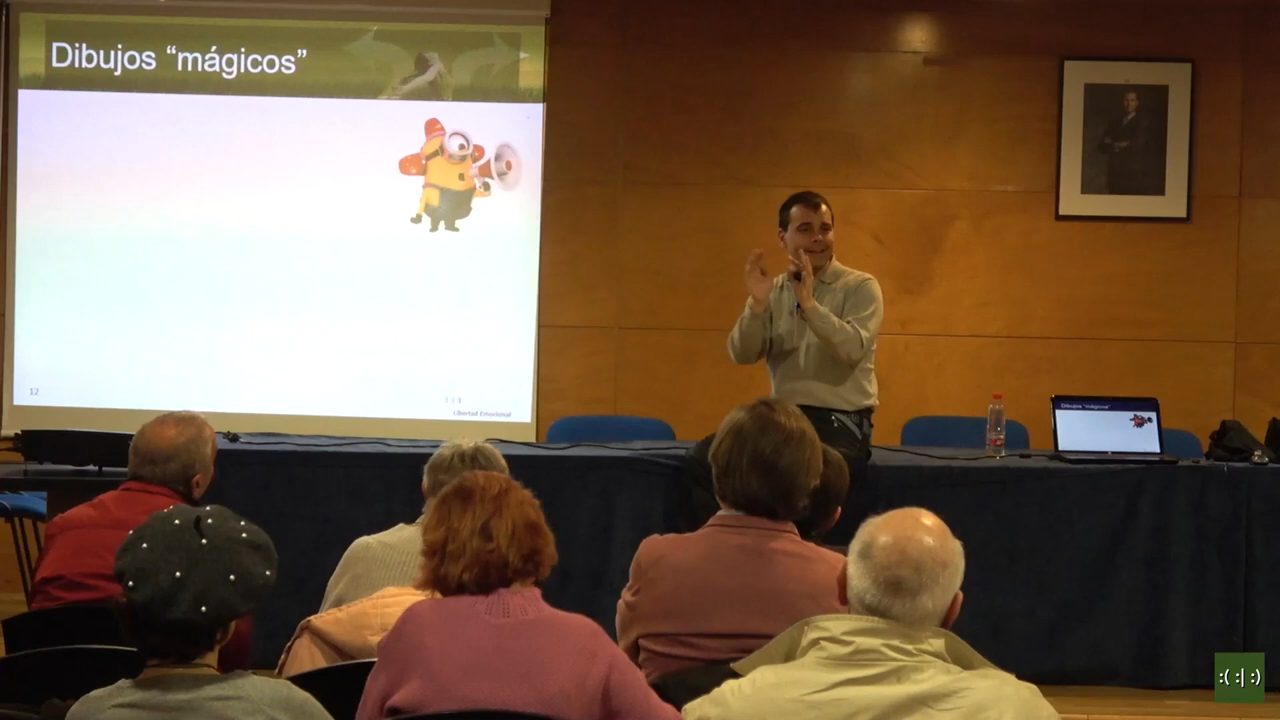 Dibujos “mágicos”
12
Libertad Emocional
Dibujos "mágicos"
:( :| :)